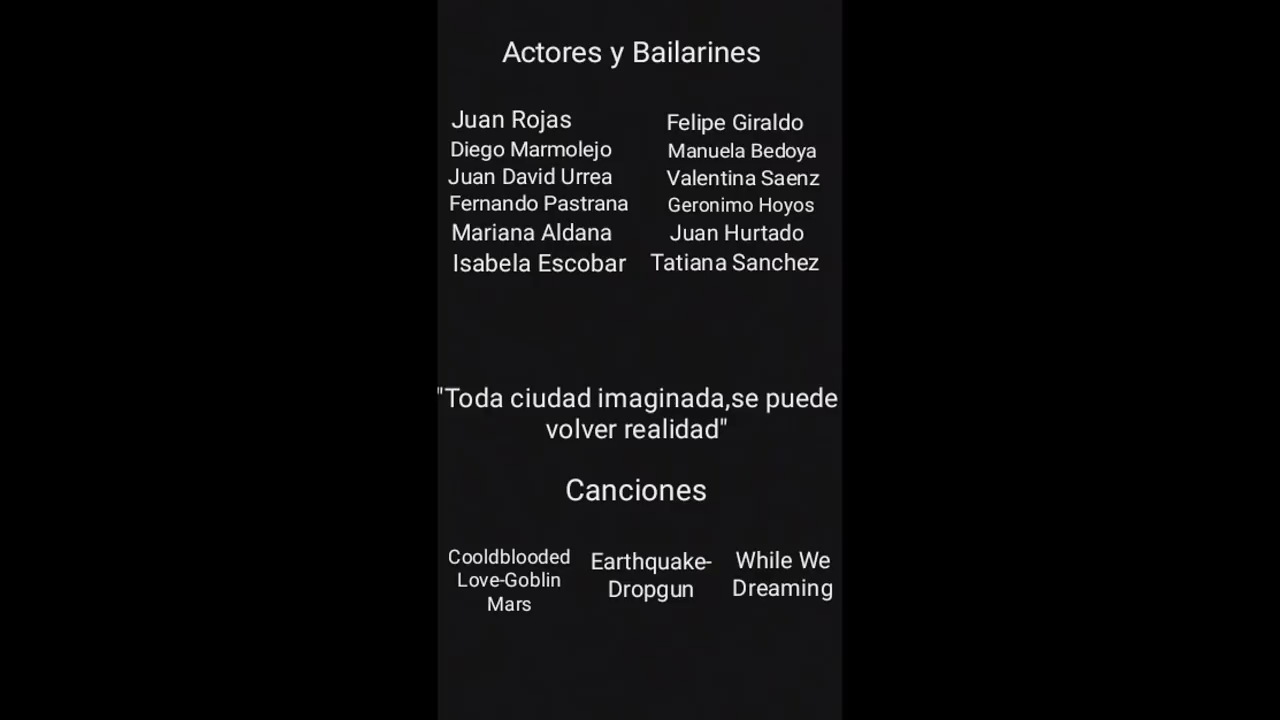 Actores y Bailarines
Juan Rojas
Diego Marmolejo
Juan David Urrea
Fernando Pastrana
Mariana Aldana
Isabela Escobar
Felipe Giraldo
Manuela Bedoya
Valentina Saenz
Geronimo Hoyos
Juan Hurtado
Tatiana Sanchez
"Toda ciudad imaginada,se puede
volver realidad"
Canciones
Cooldblooded
Love-Goblin
Mars
Earthquake-
Dropgun
While We
Dreaming